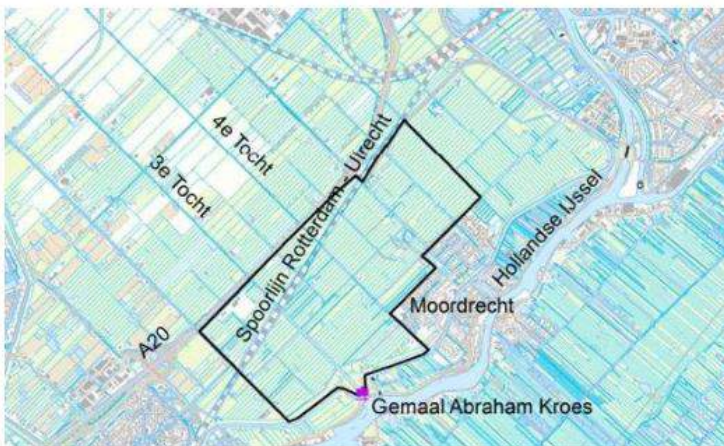 4e Tocht
3e Tocht
Spoorlijn Rotterdam - Utrecht
Hollandse IJssel
Moordrecht
A20
Gemaal Abraham Kroes